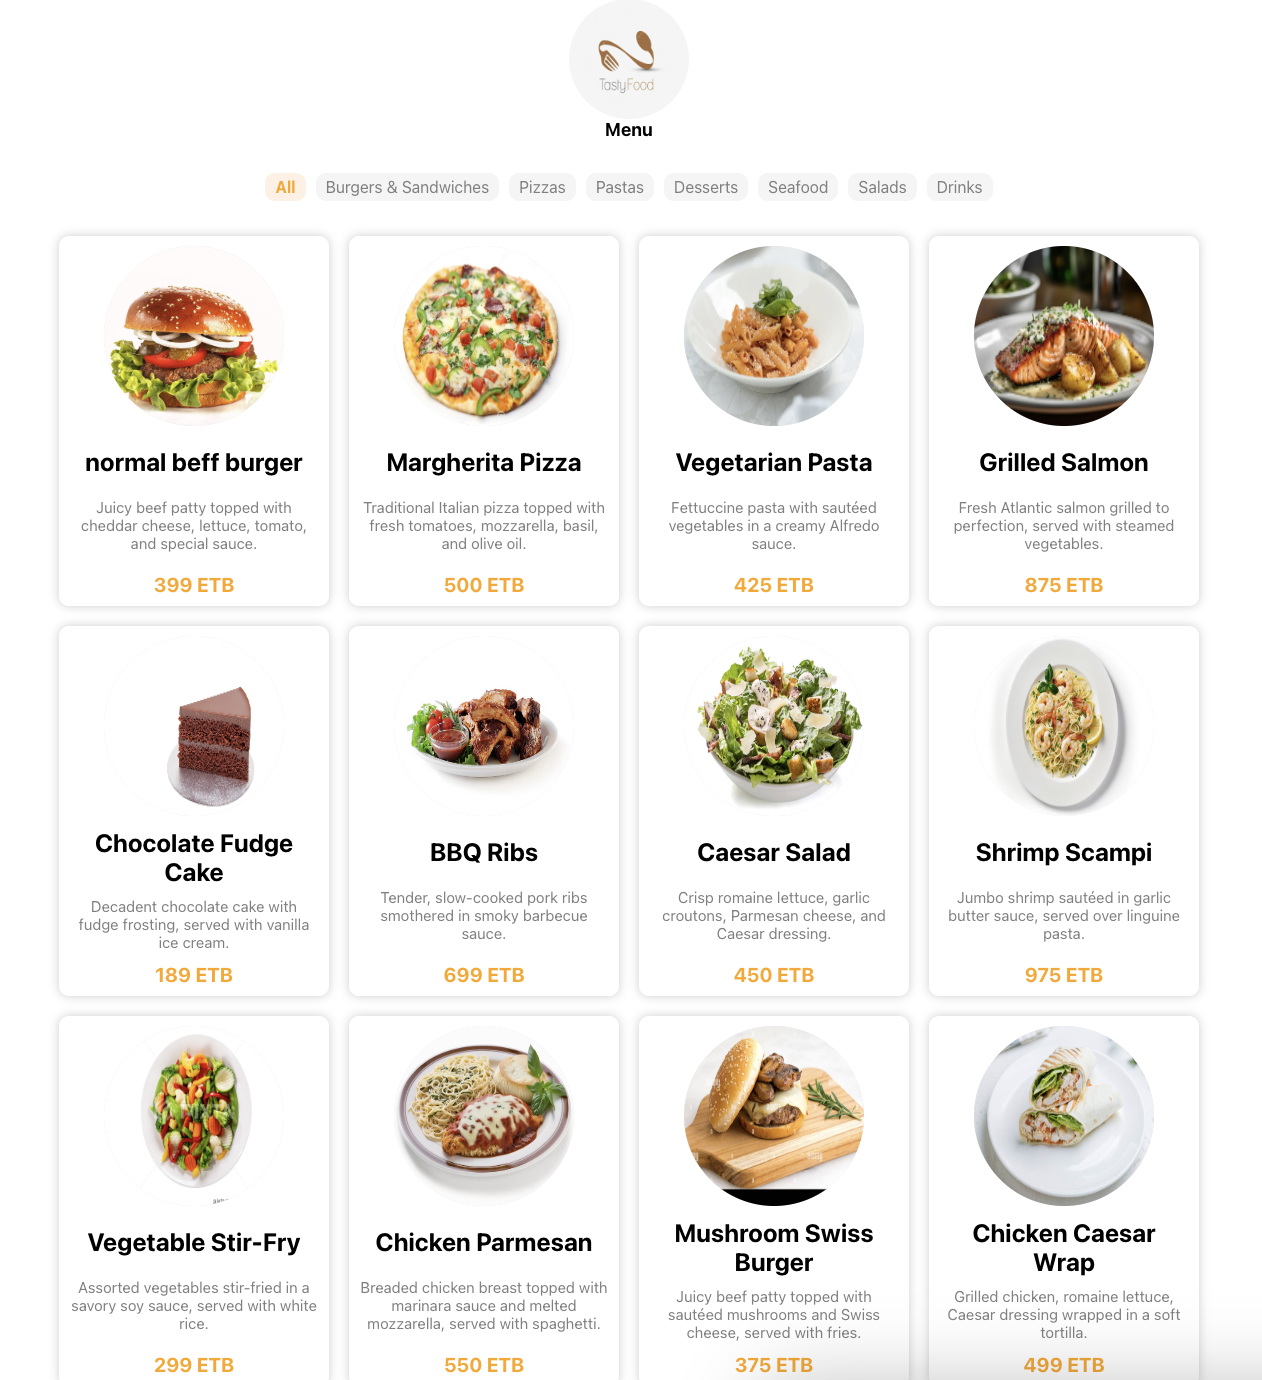 TastyFood
Menu
All
Burgers & Sandwiches
Pizzas
Pastas
Desserts
Seafood
Salads
Drinks
normal beff burger
Juicy beef patty topped with
cheddar cheese, lettuce, tomato,
and special sauce.
399 ETB
Margherita Pizza
Traditional Italian pizza topped with
fresh tomatoes, mozzarella, basil,
and olive oil.
500 ETB
Vegetarian Pasta
Fettuccine pasta with sautéed
vegetables in a creamy Alfredo
sauce.
425 ETB
Grilled Salmon
Fresh Atlantic salmon grilled to
perfection, served with steamed
vegetables.
875 ETB
Chocolate Fudge
Cake
Decadent chocolate cake with
fudge frosting, served with vanilla
ice cream.
189 ETB
BBQ Ribs
Tender, slow-cooked pork ribs
smothered in smoky barbecue
sauce.
699 ETB
Caesar Salad
Crisp romaine lettuce, garlic
croutons, Parmesan cheese, and
Caesar dressing.
450 ETB
Shrimp Scampi
Jumbo shrimp sautéed in garlic
butter sauce, served over linguine
pasta.
975 ETB
Vegetable Stir-Fry
Assorted vegetables stir-fried in a
savory soy sauce, served with white
rice.
299 ETB
Chicken Parmesan
Breaded chicken breast topped with
marinara sauce and melted
mozzarella, served with spaghetti.
550 ETB
Mushroom Swiss
Burger
Juicy beef patty topped with
sautéed mushrooms and Swiss
cheese, served with fries.
375 ETB
Chicken Caesar
Wrap
Grilled chicken, romaine lettuce,
Caesar dressing wrapped in a soft
tortilla.
499 ETB